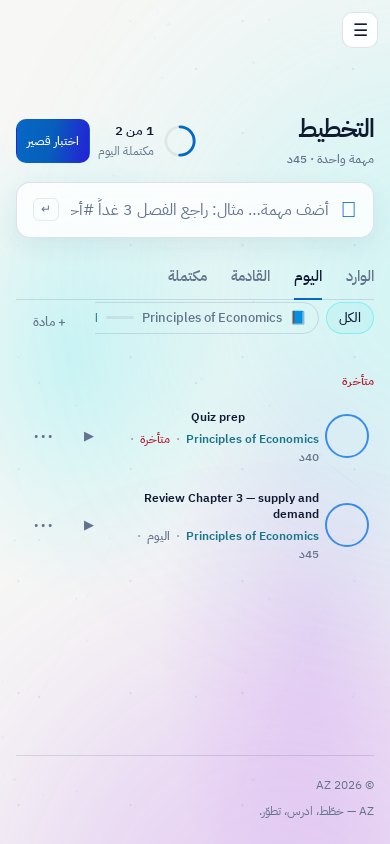 ☰
التخطيط
مهمة واحدة · 45د
1 من 2
مكتملة اليوم
اختبار قصير
أضف مهمة... مثال: راجع الفصل 3 غداً #أح
↵
الوارد
اليوم
القادمة
مكتملة
الكل
📘 Principles of Economics
+ مادة
متأخرة
Quiz prep
Principles of Economics · متأخرة ·
40د
Review Chapter 3 — supply and
demand
Principles of Economics · اليوم ·
45د
© 2026 AZ
AZ — خطّط، ادرس، تطوّر.